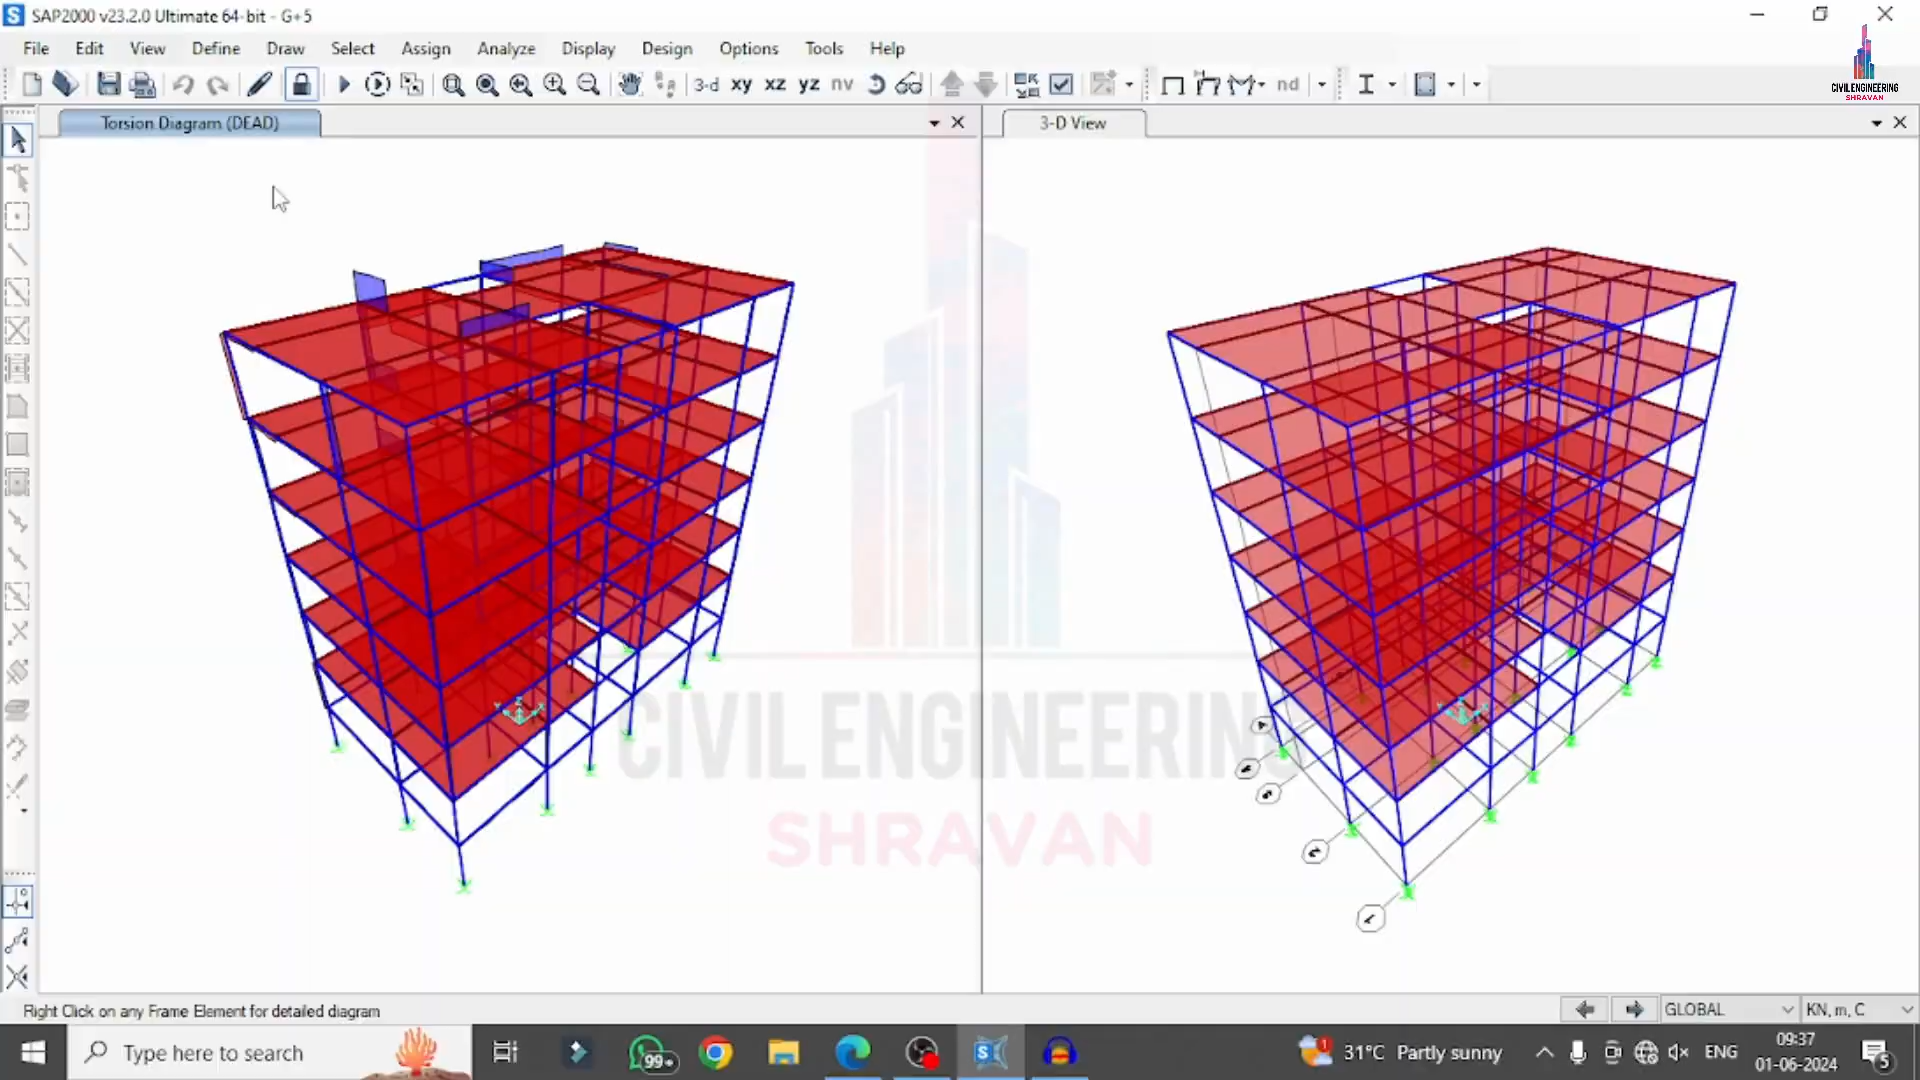 SAP2000 v23.2.0 Ultimate 64-bit - G+5
File Edit View Define Draw Select Assign Analyze Display Design Options Tools Help
3-d xy xz yz nv nd
CIVILENGINEERING
SHRAVAN
Torsion Diagram (DEAD)
3-D View
CIVIL ENGINEERING
SHRAVAN
Right Click on any Frame Element for detailed diagram
GLOBAL
KN, m, C
Type here to search
99+
1
31°C Partly sunny
ENG
09:37
01-06-2024
5